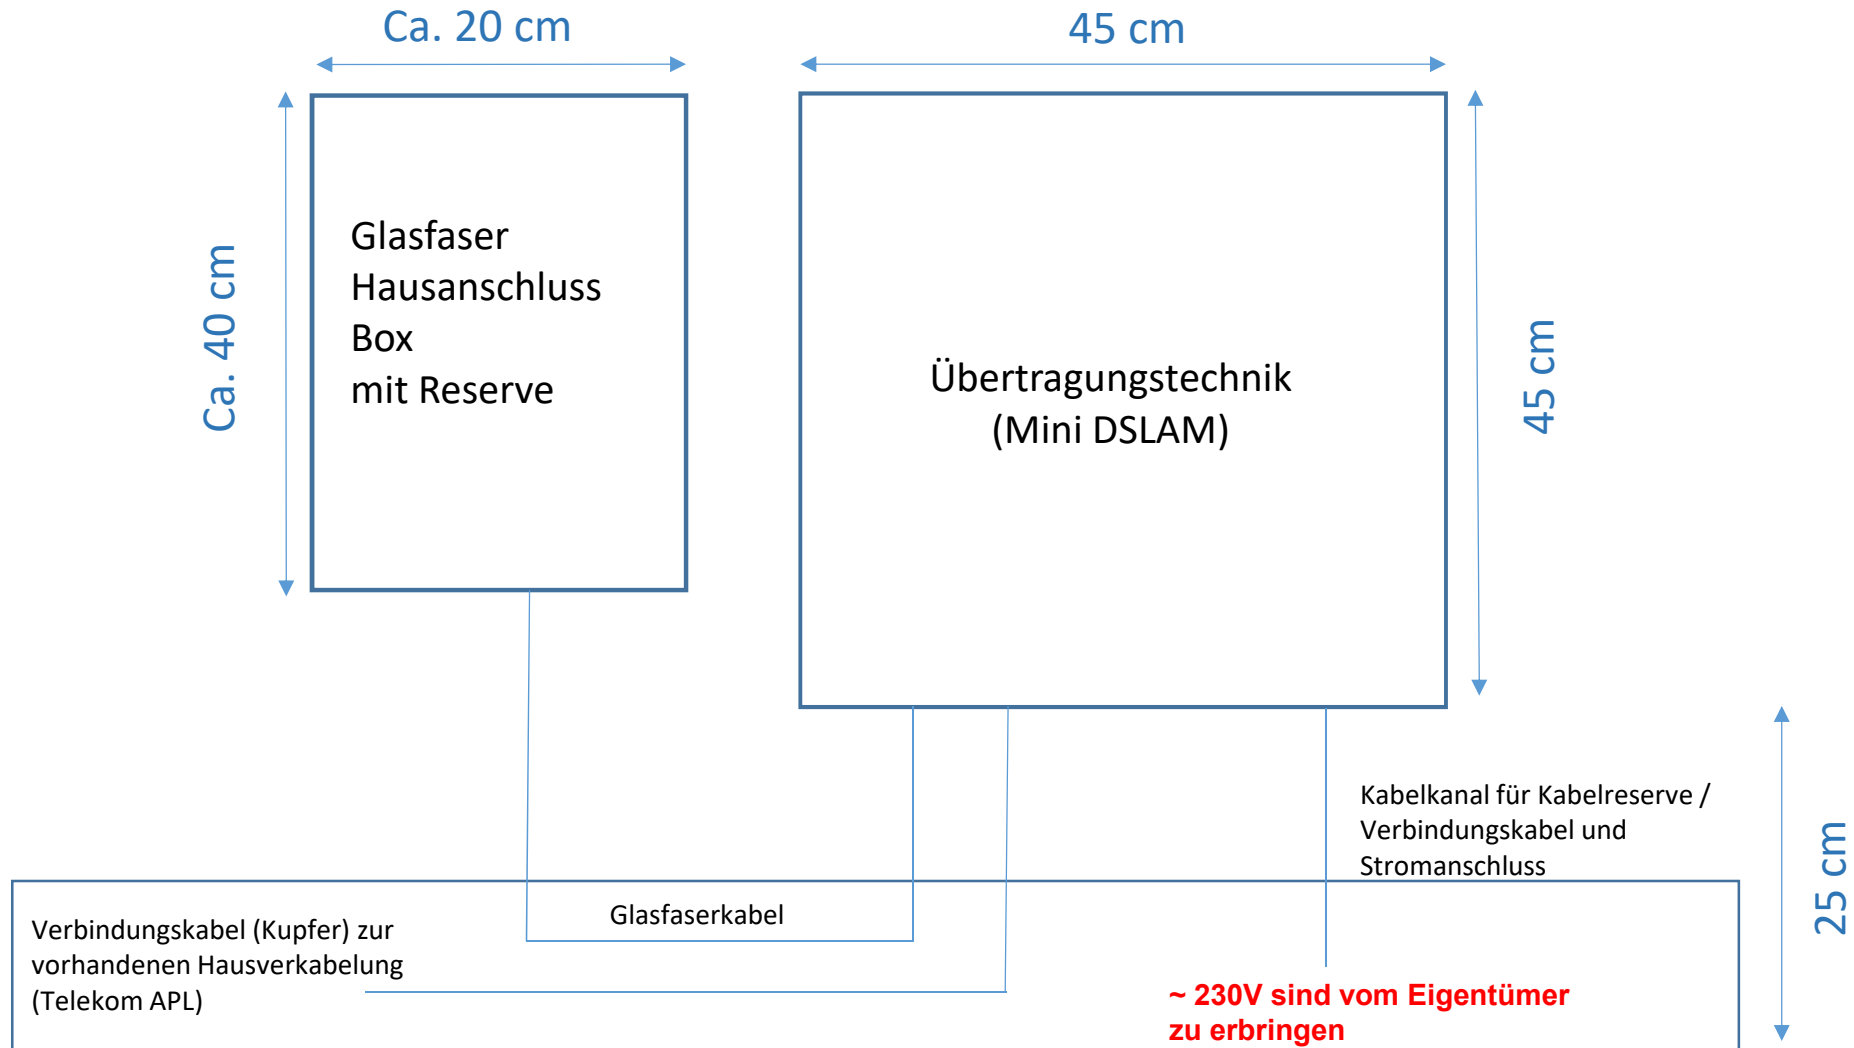 Ca. 20 cm
45 cm
Ca. 40 cm
Glasfaser
Hausanschluss
Box
mit Reserve
Übertragungstechnik
(Mini DSLAM)
45 cm
Kabelkanal für Kabelreserve /
Verbindungskabel und
Stromanschluss
25 cm
Glasfaserkabel
Verbindungskabel (Kupfer) zur
vorhandenen Hausverkabelung
(Telekom APL)
~ 230V sind vom Eigentümer
zu erbringen